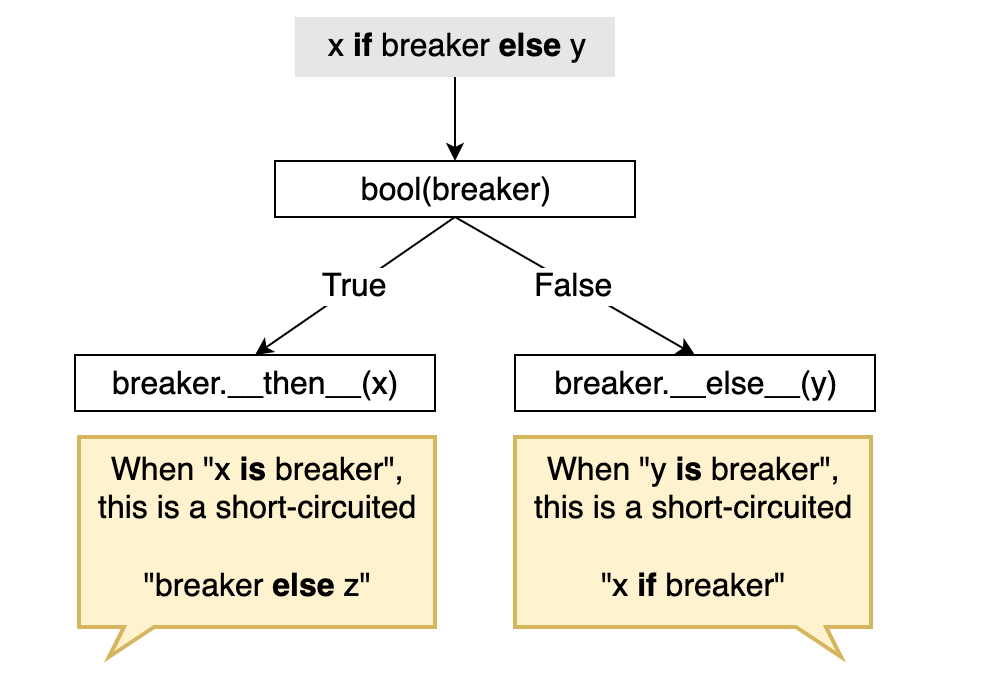 x if breaker else y
bool(breaker)
True
False
breaker.__then__(x)
breaker.__else__(y)
When "x is breaker",
this is a short-circuited
"breaker else z"
When "y is breaker",
this is a short-circuited
"x if breaker"